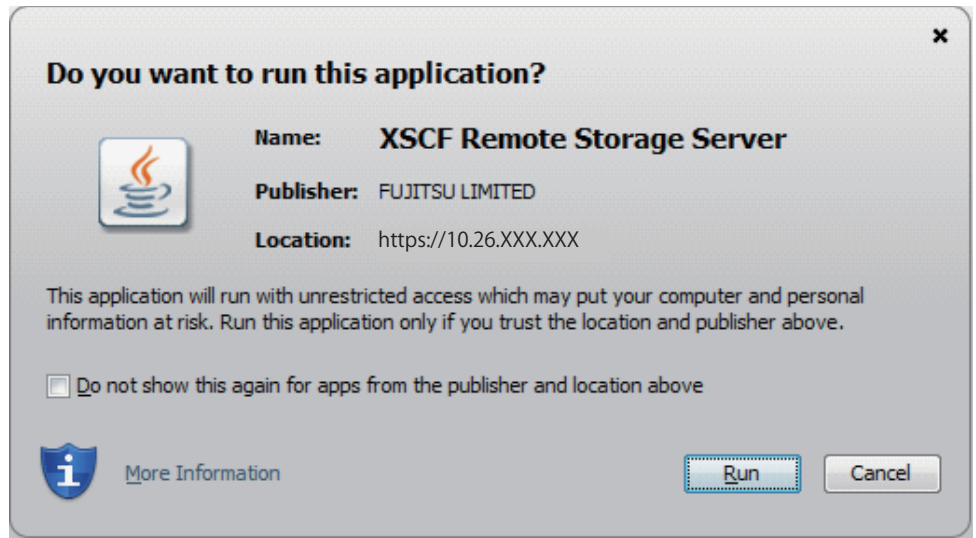 Do you want to run this application?
Name: XSCF Remote Storage Server
Publisher: FUJITSU LIMITED
Location: https://10.26.XXX.XXX
This application will run with unrestricted access which may put your computer and personal
information at risk. Run this application only if you trust the location and publisher above.
Do not show this again for apps from the publisher and location above
More Information
Run Cancel